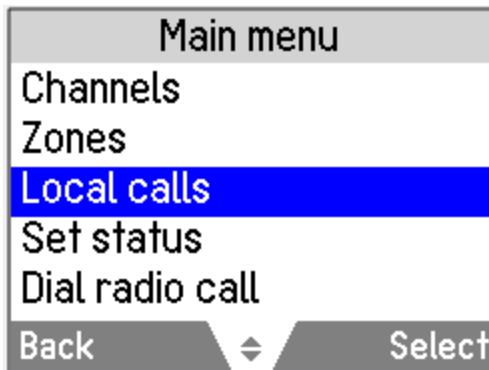 Main menu
Channels
Zones
Local calls
Set status
Dial radio call
Back Select